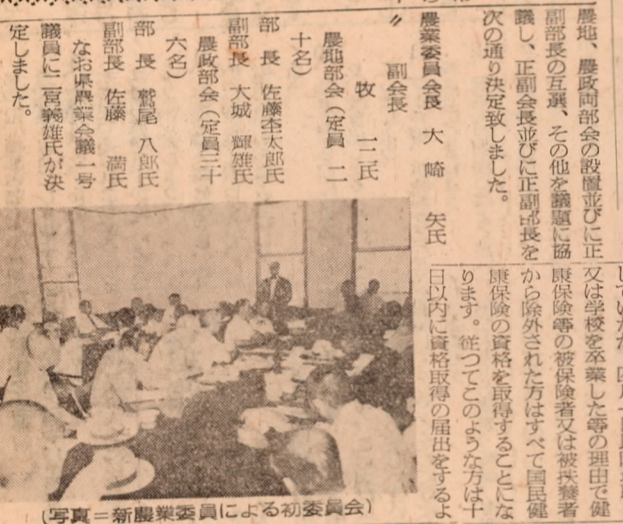 農地、農政両部会の設置並びに正
副部長の互選、その他を議題に協
議し、正副会長並びに正副部長を
次の通り決定致しました。
農業委員会長 大崎 矢氏
〃 副会長
牧 一二氏
農地部会(定員 二
十名)
部 長 佐藤杢太郎氏
副部長 大城 輝雄氏
農政部会(定員三十
六名)
部 長 鷲尾 八郎氏
副部長 佐藤 満氏
なお県農業会議一号
議員に二宮義雄氏が決
定しました。
又は学校を卒業した等の理由で健
康保険等の被保険者又は被扶養者
から除外された方はすべて国民健
康保険の資格を取得することにな
ります。従つてこのような方は十
日以内に資格取得の届出をするよ
(写真=新農業委員による初委員会)